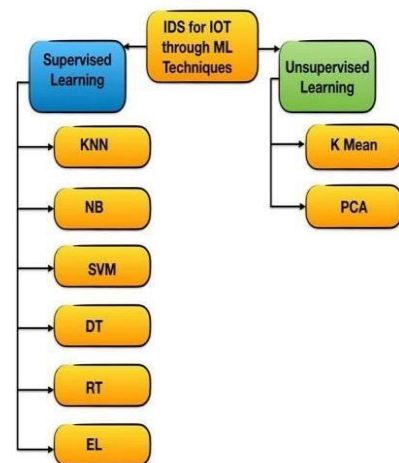 IDS for IOT
through ML
Techniques
Supervised
Learning
Unsupervised
Learning
KNN
NB
SVM
DT
RT
EL
K Mean
PCA